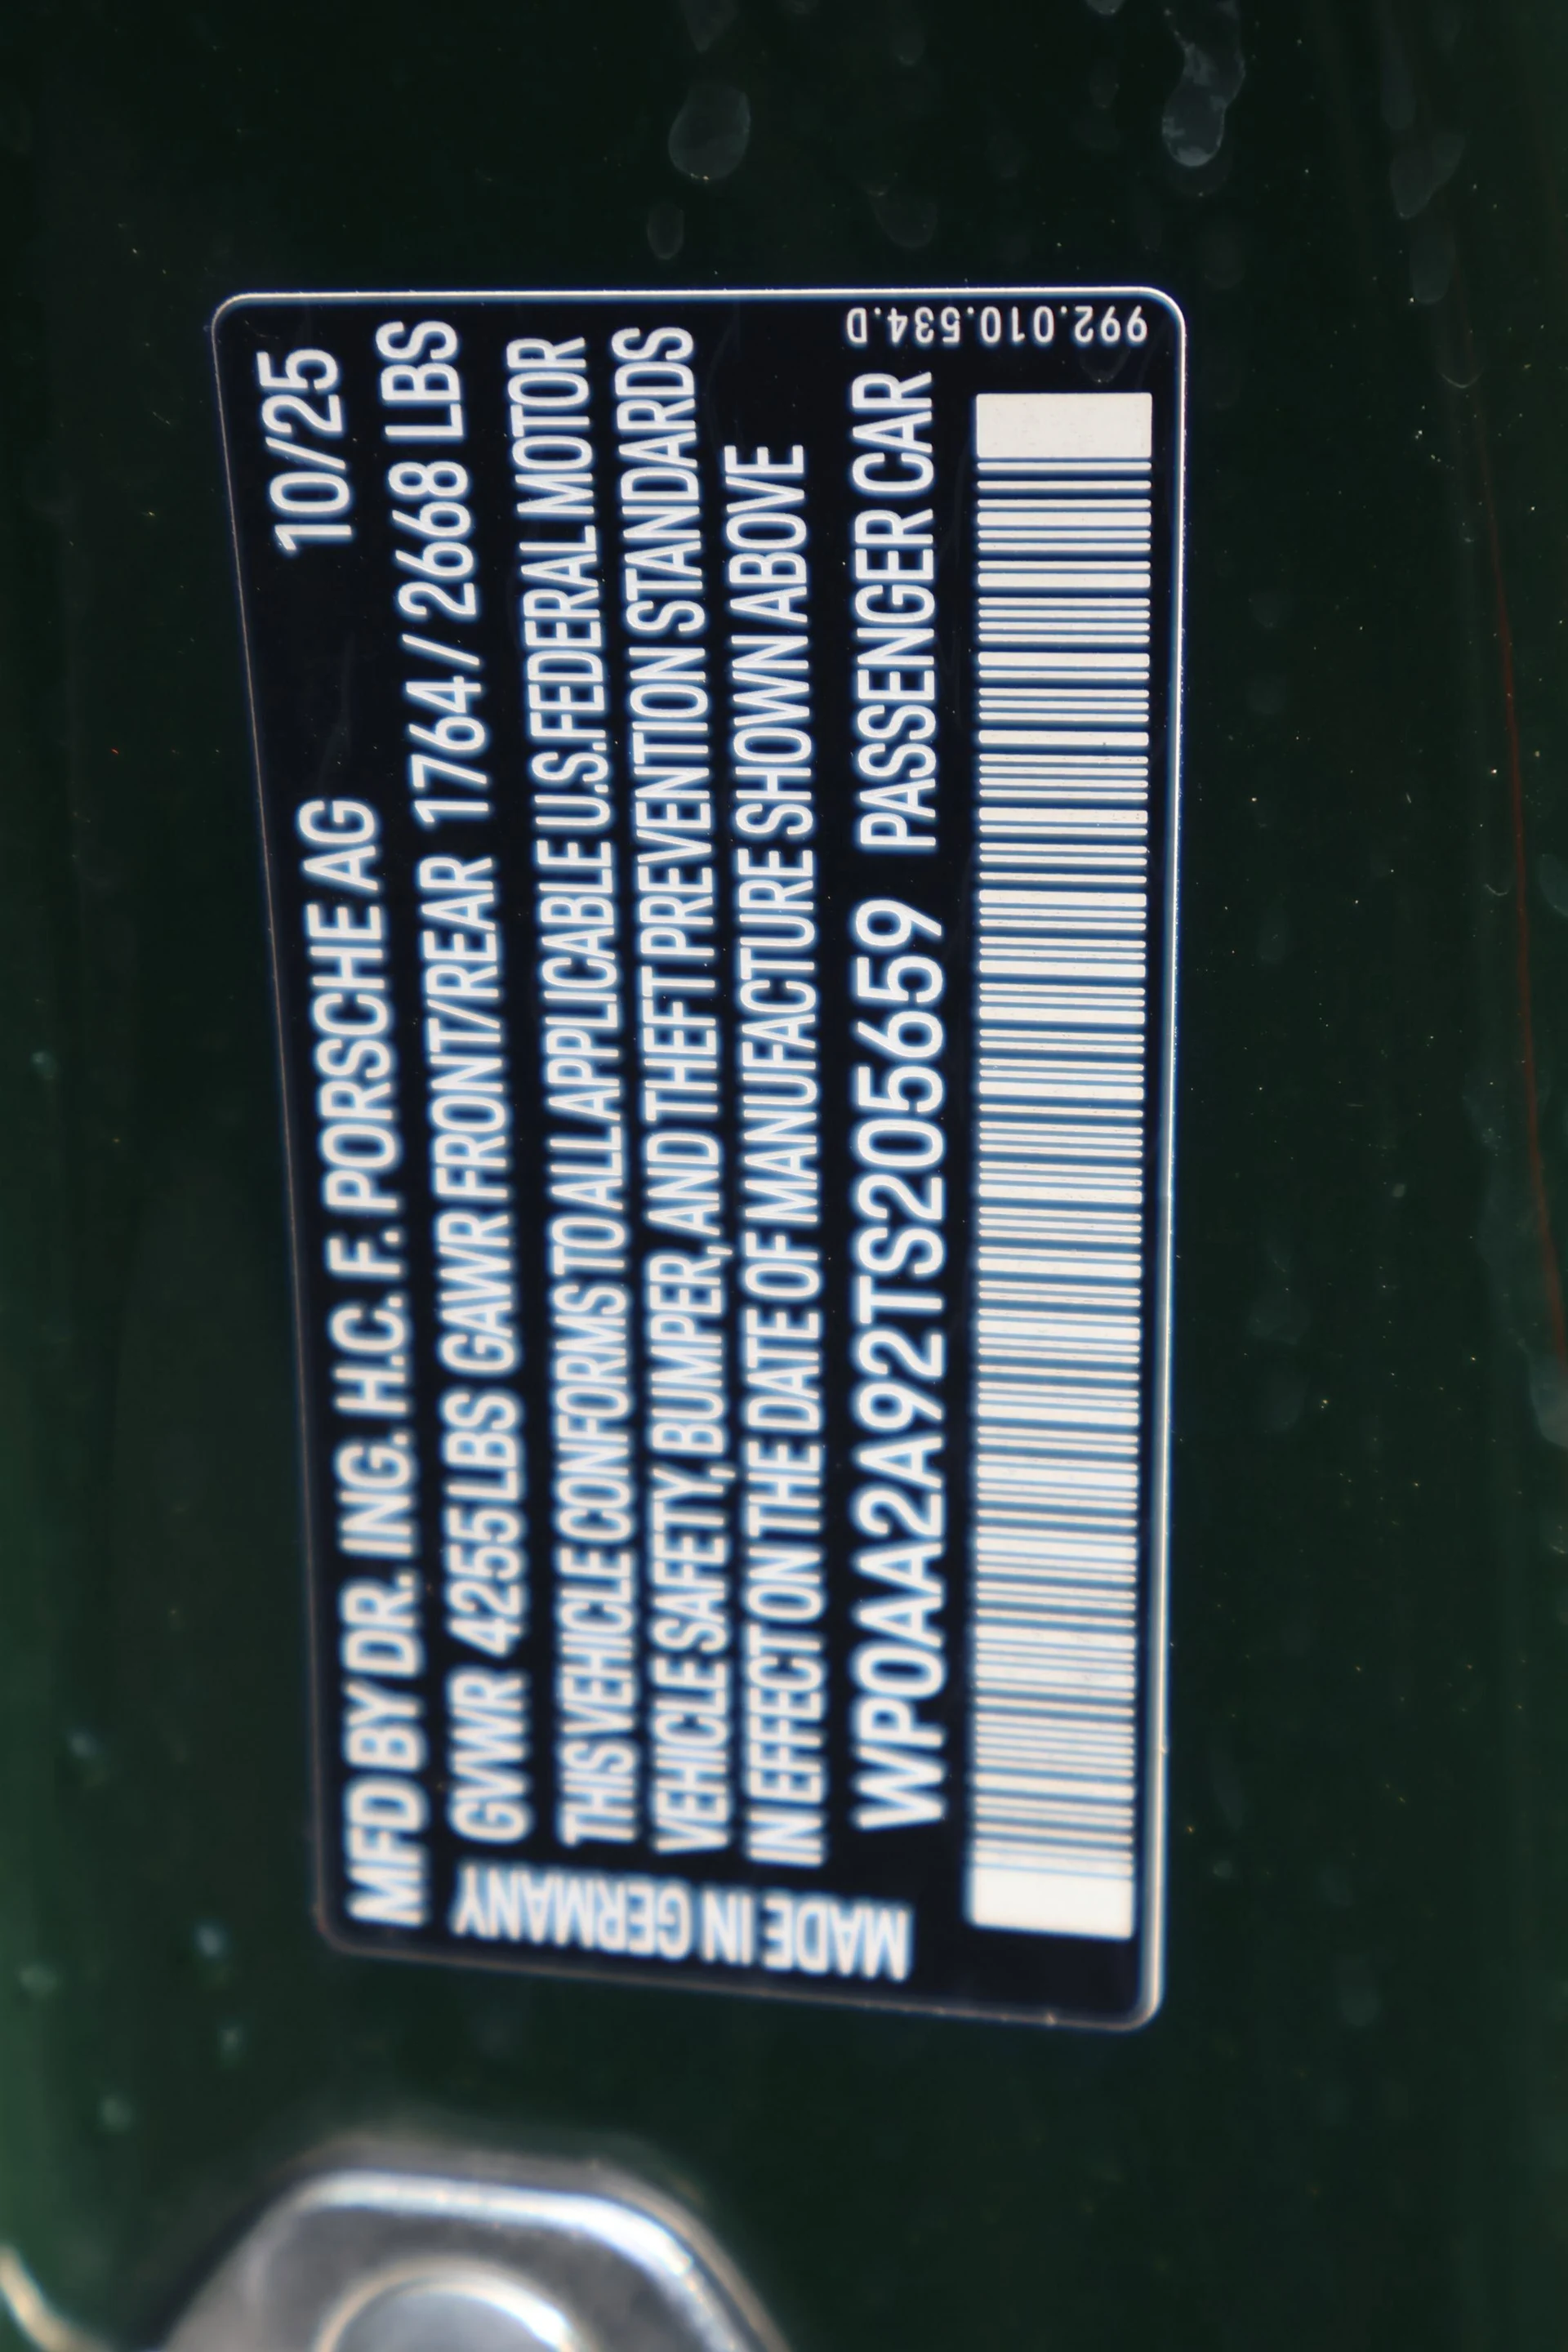 MFD BY DR. ING. H.C. F. PORSCHE AG 10/25
GVWR 4255LBS GAWR FRONT/REAR 1764 / 2668 LBS
THIS VEHICLE CONFORMS TO ALL APPLICABLE U.S.FEDERAL MOTOR
VEHICLE SAFETY, BUMPER, AND THEFT PREVENTION STANDARDS
IN EFFECT ON THE DATE OF MANUFACTURE SHOWN ABOVE
WP0AA2A92TS205659 PASSENGER CAR
MADE IN GERMANY
992.010.534.D